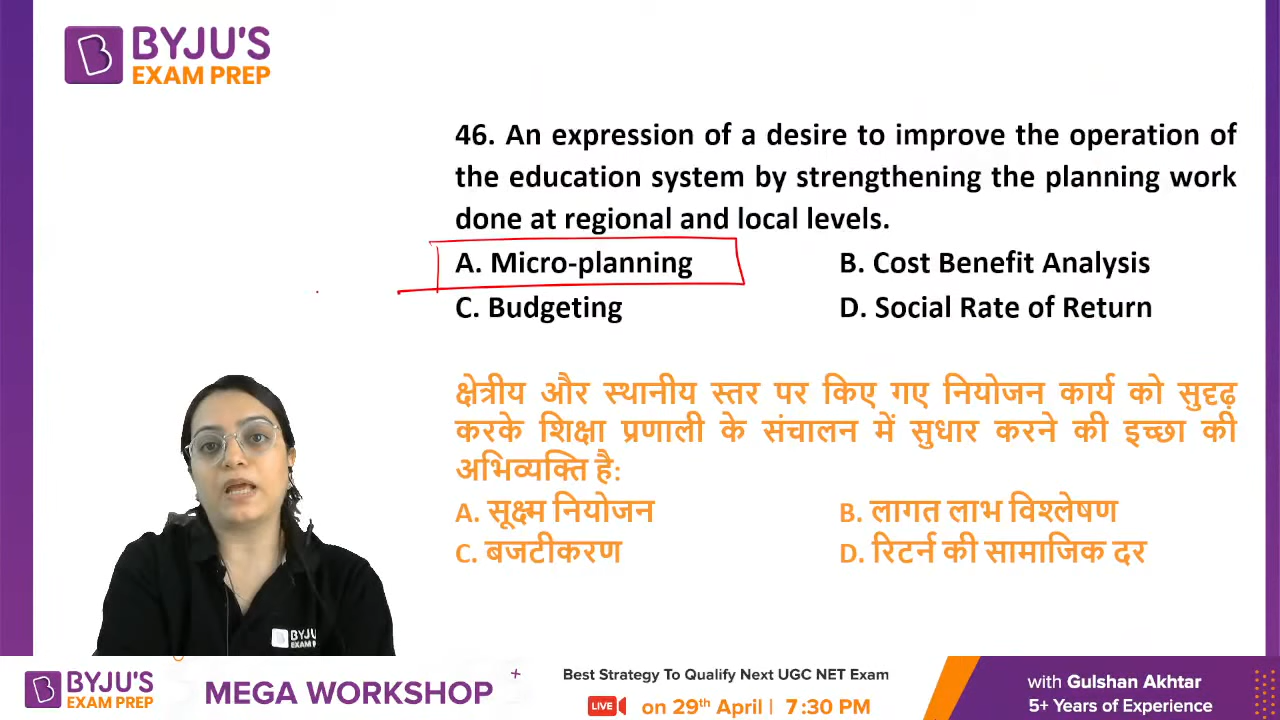 BYJU'S
EXAM PREP
46. An expression of a desire to improve the operation of
the education system by strengthening the planning work
done at regional and local levels.
A. Micro-planning B. Cost Benefit Analysis
C. Budgeting D. Social Rate of Return
क्षेत्रीय और स्थानीय स्तर पर किए गए नियोजन कार्य को सुदृढ़
करके शिक्षा प्रणाली के संचालन में सुधार करने की इच्छा की
अभिव्यक्ति है:
A. सूक्ष्म नियोजन B. लागत लाभ विश्लेषण
C. बजटीकरण D. रिटर्न की सामाजिक दर
BYJU
EXAM PREP
BYJU'S
EXAM PREP
MEGA WORKSHOP
Best Strategy To Qualify Next UGC NET Exam
LIVE on 29th April | 7:30 PM
with Gulshan Akhtar
5+ Years of Experience